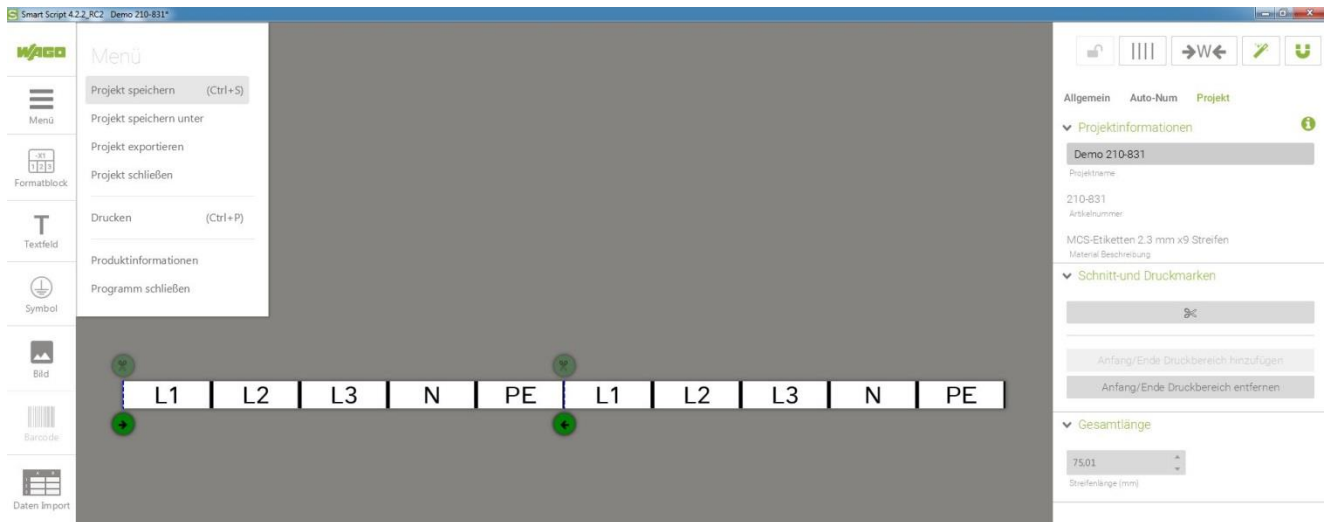 Smart Script 4.2.2_RC2 Demo 210-831*
WAGO
Menü
Formatblock
-X1
1 2 3
T
Textfeld
Symbol
Bild
Barcode
Daten Import
Menü
Projekt speichern (Ctrl+S)
Projekt speichern unter
Projekt exportieren
Projekt schließen
Drucken (Ctrl+P)
Produktinformationen
Programm schließen
L1 L2 L3 N PE L1 L2 L3 N PE
W
Allgemein Auto-Num Projekt
Projektinformationen
Demo 210-831
Projektname
210-831
Artikelnummer
MCS-Etiketten 2.3 mm x9 Streifen
Material Beschreibung
Schnitt-und Druckmarken
Anfang/Ende Druckbereich hinzufügen
Anfang/Ende Druckbereich entfernen
Gesamtlänge
75,01
Streifenlänge (mm)